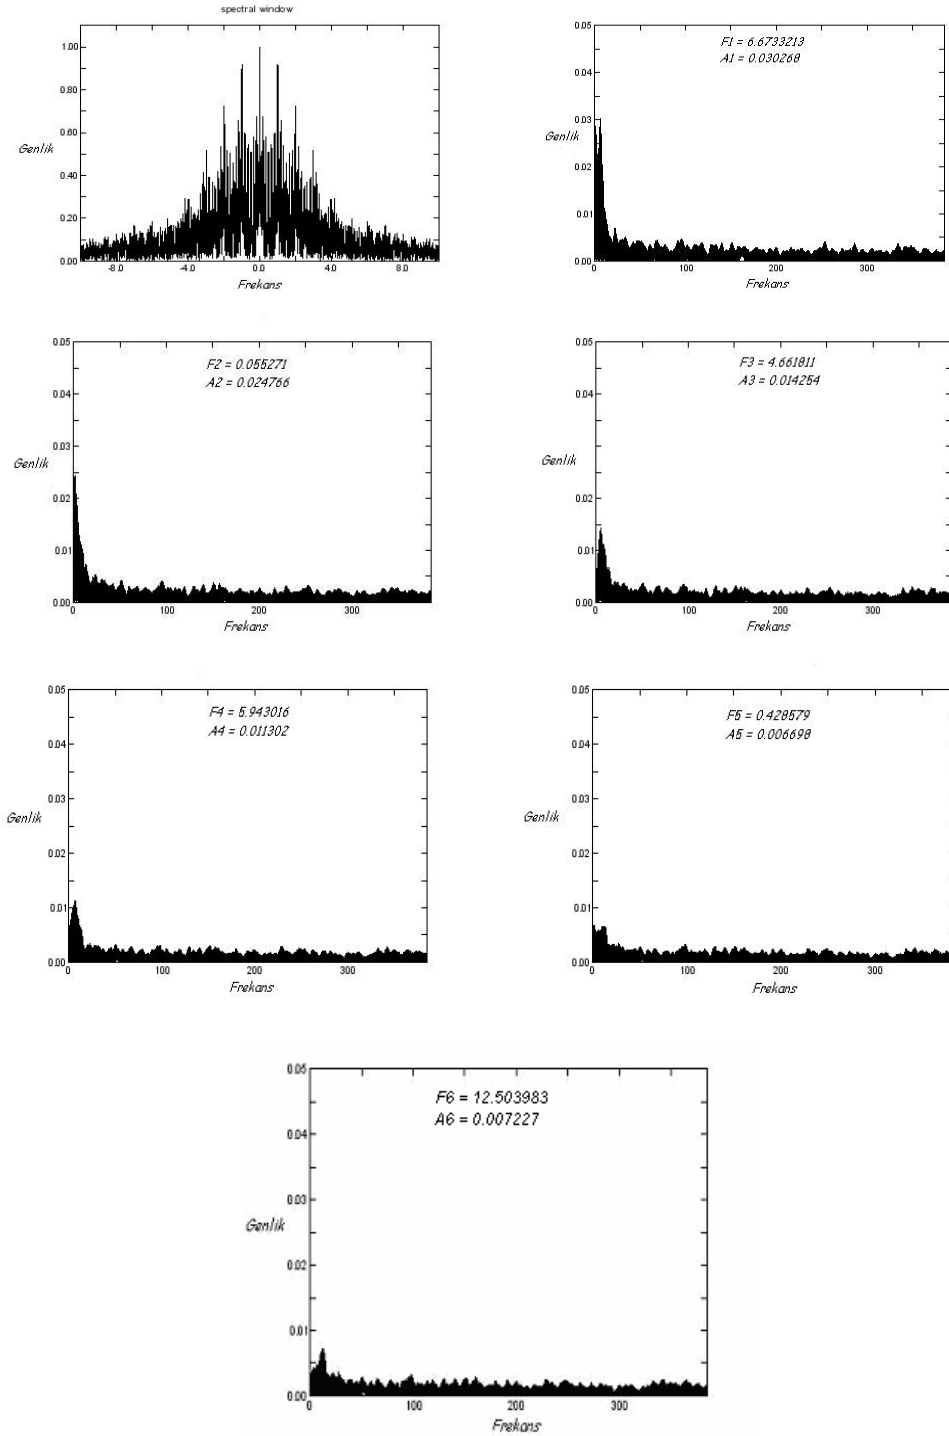 spectral window
1.00
0.80
0.60
0.40
0.20
0.00
Genlik
-8.0 -4.0 0.0 4.0 8.0
Frekans
F1 = 6.6733213
A1 = 0.030268
0.05
0.04
0.03
0.02
0.01
0.00
Genlik
0 100 200 300
Frekans
F2 = 0.055271
A2 = 0.024766
0.05
0.04
0.03
0.02
0.01
0.00
Genlik
0 100 200 300
Frekans
F3 = 4.661811
A3 = 0.014254
0.05
0.04
0.03
0.02
0.01
0.00
Genlik
0 100 200 300
Frekans
F4 = 5.943016
A4 = 0.011302
0.05
0.04
0.03
0.02
0.01
0.00
Genlik
0 100 200 300
Frekans
F5 = 0.428579
A5 = 0.006698
0.05
0.04
0.03
0.02
0.01
0.00
Genlik
0 100 200 300
Frekans
F6 = 12.503983
A6 = 0.007227
0.05
0.04
0.03
0.02
0.01
0.00
Genlik
0 100 200 300
Frekans